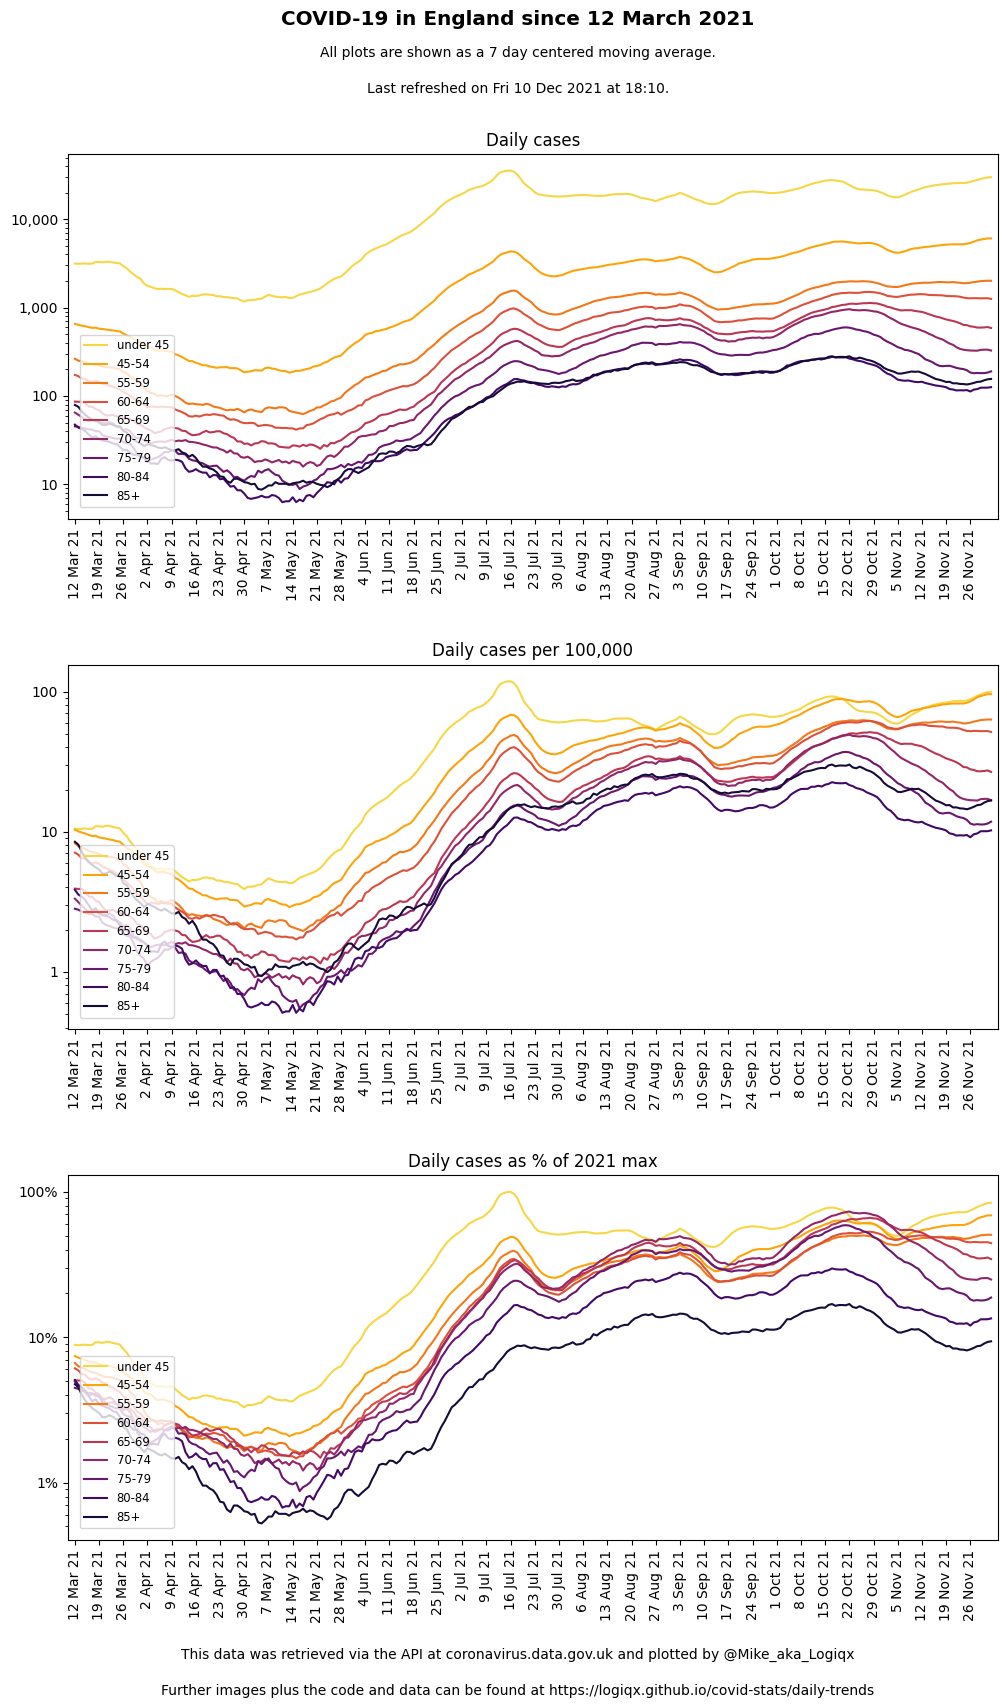 COVID-19 in England since 12 March 2021
All plots are shown as a 7 day centered moving average.
Last refreshed on Fri 10 Dec 2021 at 18:10.
Daily cases
10,000
1,000
100
10
under 45
45-54
55-59
60-64
65-69
70-74
75-79
80-84
85+
12 Mar 21
19 Mar 21
26 Mar 21
2 Apr 21
9 Apr 21
16 Apr 21
23 Apr 21
30 Apr 21
7 May 21
14 May 21
21 May 21
28 May 21
4 Jun 21
11 Jun 21
18 Jun 21
25 Jun 21
2 Jul 21
9 Jul 21
16 Jul 21
23 Jul 21
30 Jul 21
6 Aug 21
13 Aug 21
20 Aug 21
27 Aug 21
3 Sep 21
10 Sep 21
17 Sep 21
24 Sep 21
1 Oct 21
8 Oct 21
15 Oct 21
22 Oct 21
29 Oct 21
5 Nov 21
12 Nov 21
19 Nov 21
26 Nov 21
Daily cases per 100,000
100
10
1
under 45
45-54
55-59
60-64
65-69
70-74
75-79
80-84
85+
12 Mar 21
19 Mar 21
26 Mar 21
2 Apr 21
9 Apr 21
16 Apr 21
23 Apr 21
30 Apr 21
7 May 21
14 May 21
21 May 21
28 May 21
4 Jun 21
11 Jun 21
18 Jun 21
25 Jun 21
2 Jul 21
9 Jul 21
16 Jul 21
23 Jul 21
30 Jul 21
6 Aug 21
13 Aug 21
20 Aug 21
27 Aug 21
3 Sep 21
10 Sep 21
17 Sep 21
24 Sep 21
1 Oct 21
8 Oct 21
15 Oct 21
22 Oct 21
29 Oct 21
5 Nov 21
12 Nov 21
19 Nov 21
26 Nov 21
Daily cases as % of 2021 max
100%
10%
1%
under 45
45-54
55-59
60-64
65-69
70-74
75-79
80-84
85+
12 Mar 21
19 Mar 21
26 Mar 21
2 Apr 21
9 Apr 21
16 Apr 21
23 Apr 21
30 Apr 21
7 May 21
14 May 21
21 May 21
28 May 21
4 Jun 21
11 Jun 21
18 Jun 21
25 Jun 21
2 Jul 21
9 Jul 21
16 Jul 21
23 Jul 21
30 Jul 21
6 Aug 21
13 Aug 21
20 Aug 21
27 Aug 21
3 Sep 21
10 Sep 21
17 Sep 21
24 Sep 21
1 Oct 21
8 Oct 21
15 Oct 21
22 Oct 21
29 Oct 21
5 Nov 21
12 Nov 21
19 Nov 21
26 Nov 21
This data was retrieved via the API at coronavirus.data.gov.uk and plotted by @Mike_aka_Logiqx
Further images plus the code and data can be found at https://logiqx.github.io/covid-stats/daily-trends